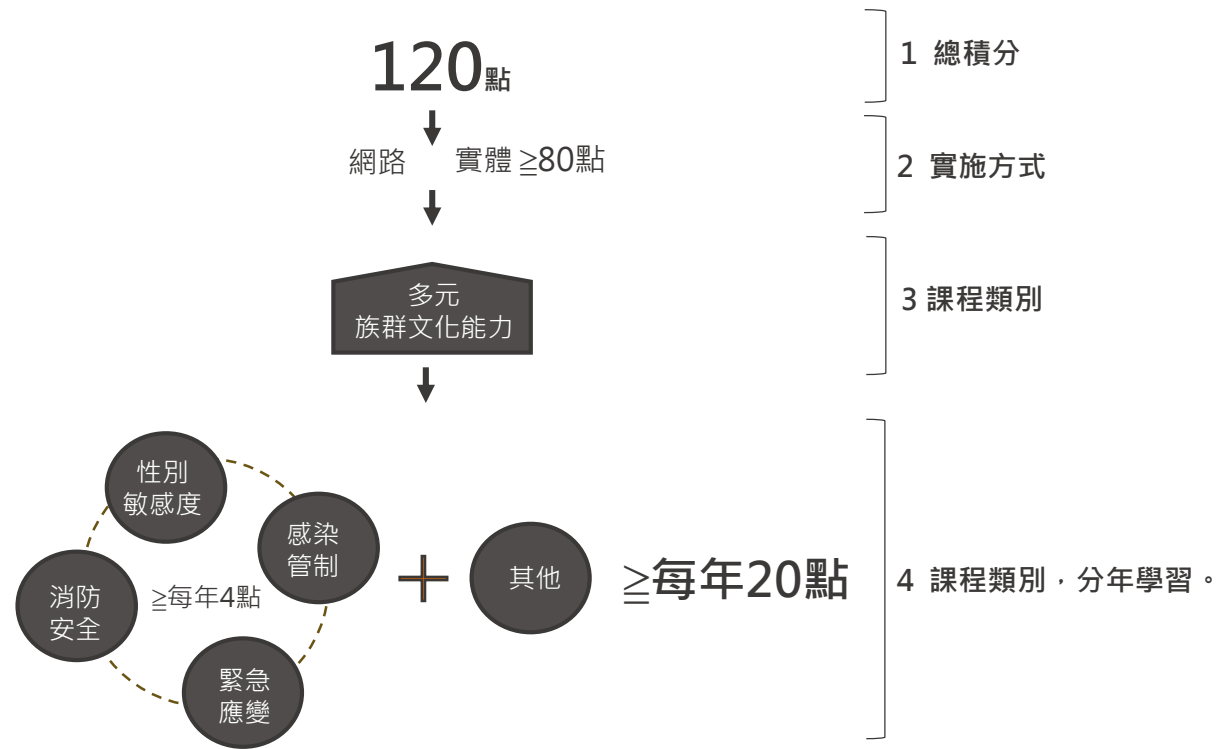 120點
1 總積分
網路
實體 ≧80點
2 實施方式
多元
族群文化能力
3 課程類別
性別
敏感度
感染
管制
消防
安全
≧每年4點
緊急
應變
其他
≧每年20點
4 課程類別，分年學習。